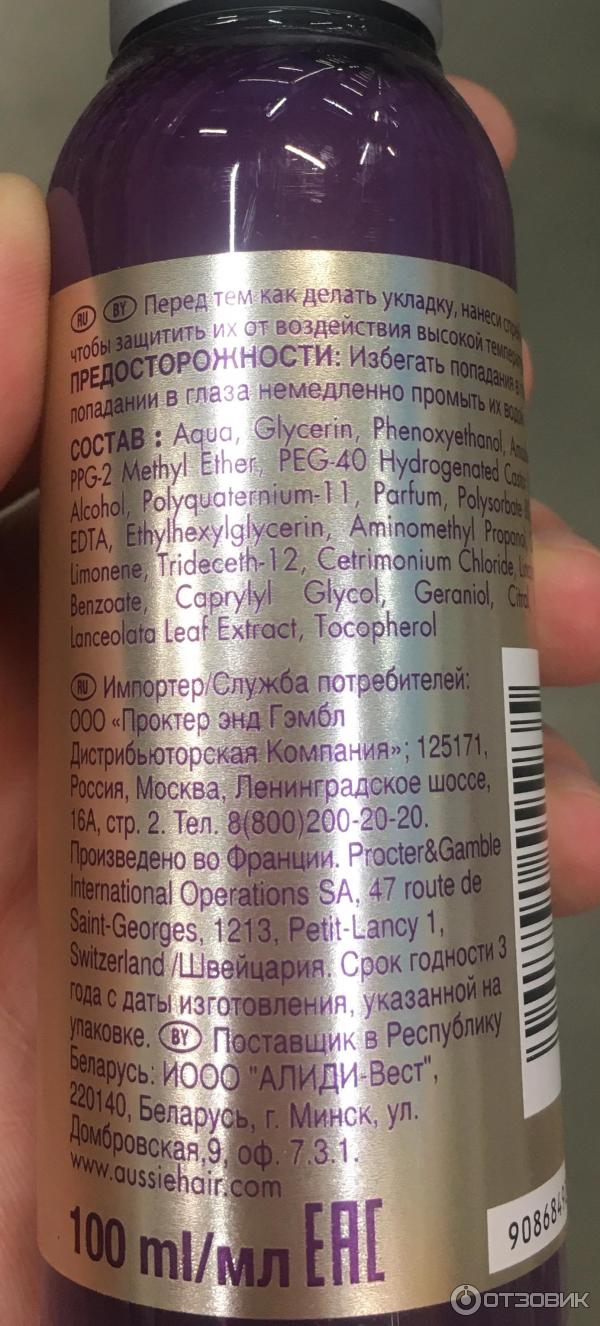 RU BY Перед тем как делать укладку, нанеси
чтобы защитить их от воздействия высокой
ПРЕДОСТОРОЖНОСТИ: Избегать попадания в
попадании в глаза немедленно промыть их водой
СОСТАВ : Aqua, Glycerin, Phenoxyethanol,
PPG-2 Methyl Ether, PEG-40 Hydrogenated
Alcohol, Polyquaternium-11, Parfum, Polysorbate
EDTA, Ethylhexylglycerin, Aminomethyl
Limonene, Trideceth-12, Cetrimonium Chloride,
Benzoate, Caprylyl Glycol, Geraniol,
Lanceolata Leaf Extract, Tocopherol
RU Импортер/Служба потребителей:
ООО «Проктер энд Гэмбл
Дистрибьюторская Компания»; 125171,
Россия, Москва, Ленинградское шоссе,
16А, стр. 2. Тел. 8(800)200-20-20.
Произведено во Франции. Procter&Gamble
International Operations SA, 47 route de
Saint-Georges, 1213, Petit-Lancy 1,
Switzerland /Швейцария. Срок годности 3
года с даты изготовления, указанной на
упаковке. BY Поставщик в Республику
Беларусь: ИООО "АЛИДИ-Вест",
220140, Беларусь, г. Минск, ул.
Домбровская,9, оф. 7.3.1.
www.aussiehair.com
100 ml/мл EAC
ОТЗОВИК